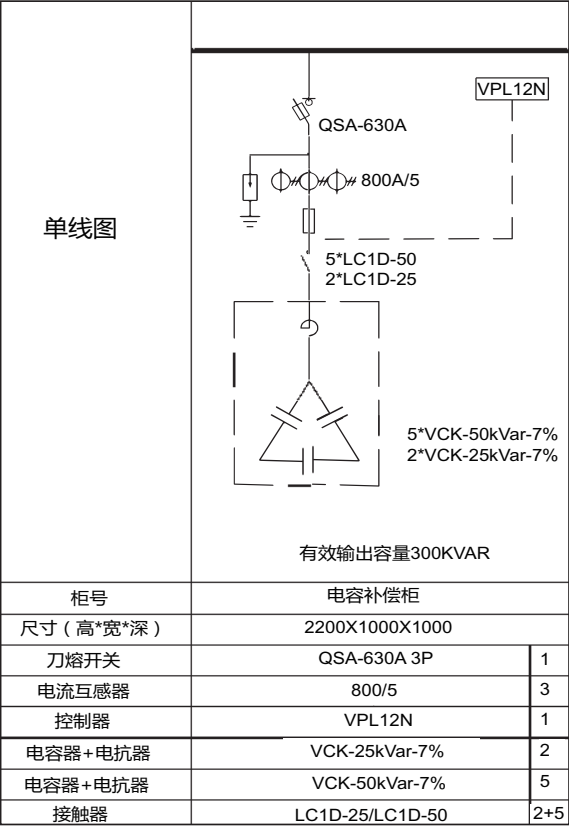 VPL12N
QSA-630A
800A/5
单线图
5*LC1D-50
2*LC1D-25
5*VCK-50kVar-7%
2*VCK-25kVar-7%
有效输出容量300KVAR
柜号 电容补偿柜
尺寸（高*宽*深） 2200X1000X1000
刀熔开关 QSA-630A 3P 1
电流互感器 800/5 3
控制器 VPL12N 1
电容器+电抗器 VCK-25kVar-7% 2
电容器+电抗器 VCK-50kVar-7% 5
接触器 LC1D-25/LC1D-50 2+5